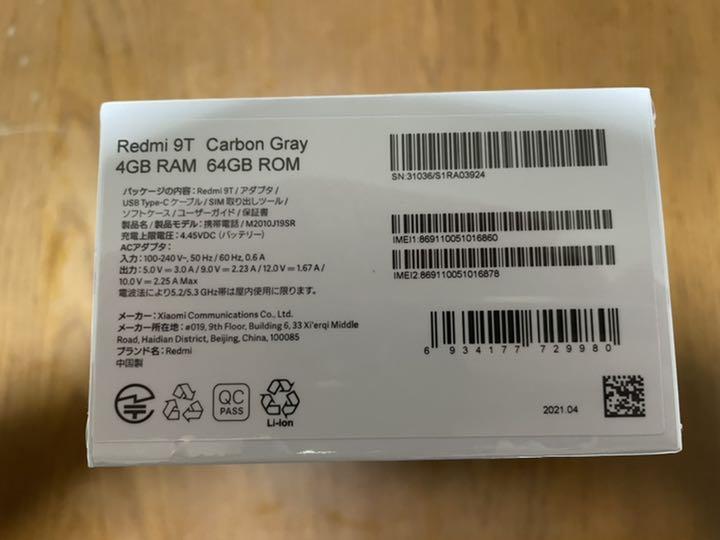 Redmi 9T Carbon Gray
4GB RAM 64GB ROM
パッケージの内容：Redmi 9T / アダプタ /
USB Type-C ケーブル / SIM 取り出しツール /
ソフトケース / ユーザーガイド / 保証書
製品名 / 製品モデル：携帯電話 / M2010J19SR
充電上限電圧：4.45VDC (バッテリー)
ACアダプタ：
入力：100-240 V~, 50 Hz / 60 Hz, 0.6 A
出力：5.0 V = 3.0 A / 9.0 V = 2.23 A / 12.0 V = 1.67 A /
10.0 V = 2.25 A Max
電波法により5.2/5.3 GHz帯は屋内使用に限ります。
メーカー：Xiaomi Communications Co., Ltd.
メーカー所在地：#019, 9th Floor, Building 6, 33 Xi'erqi Middle
Road, Haidian District, Beijing, China, 100085
ブランド名：Redmi
中国製
QC
PASS
Li-ion
SN:31036/S1RA03924
IMEI1:869110051016860
IMEI2:869110051016878
6 934177 729980
2021.04